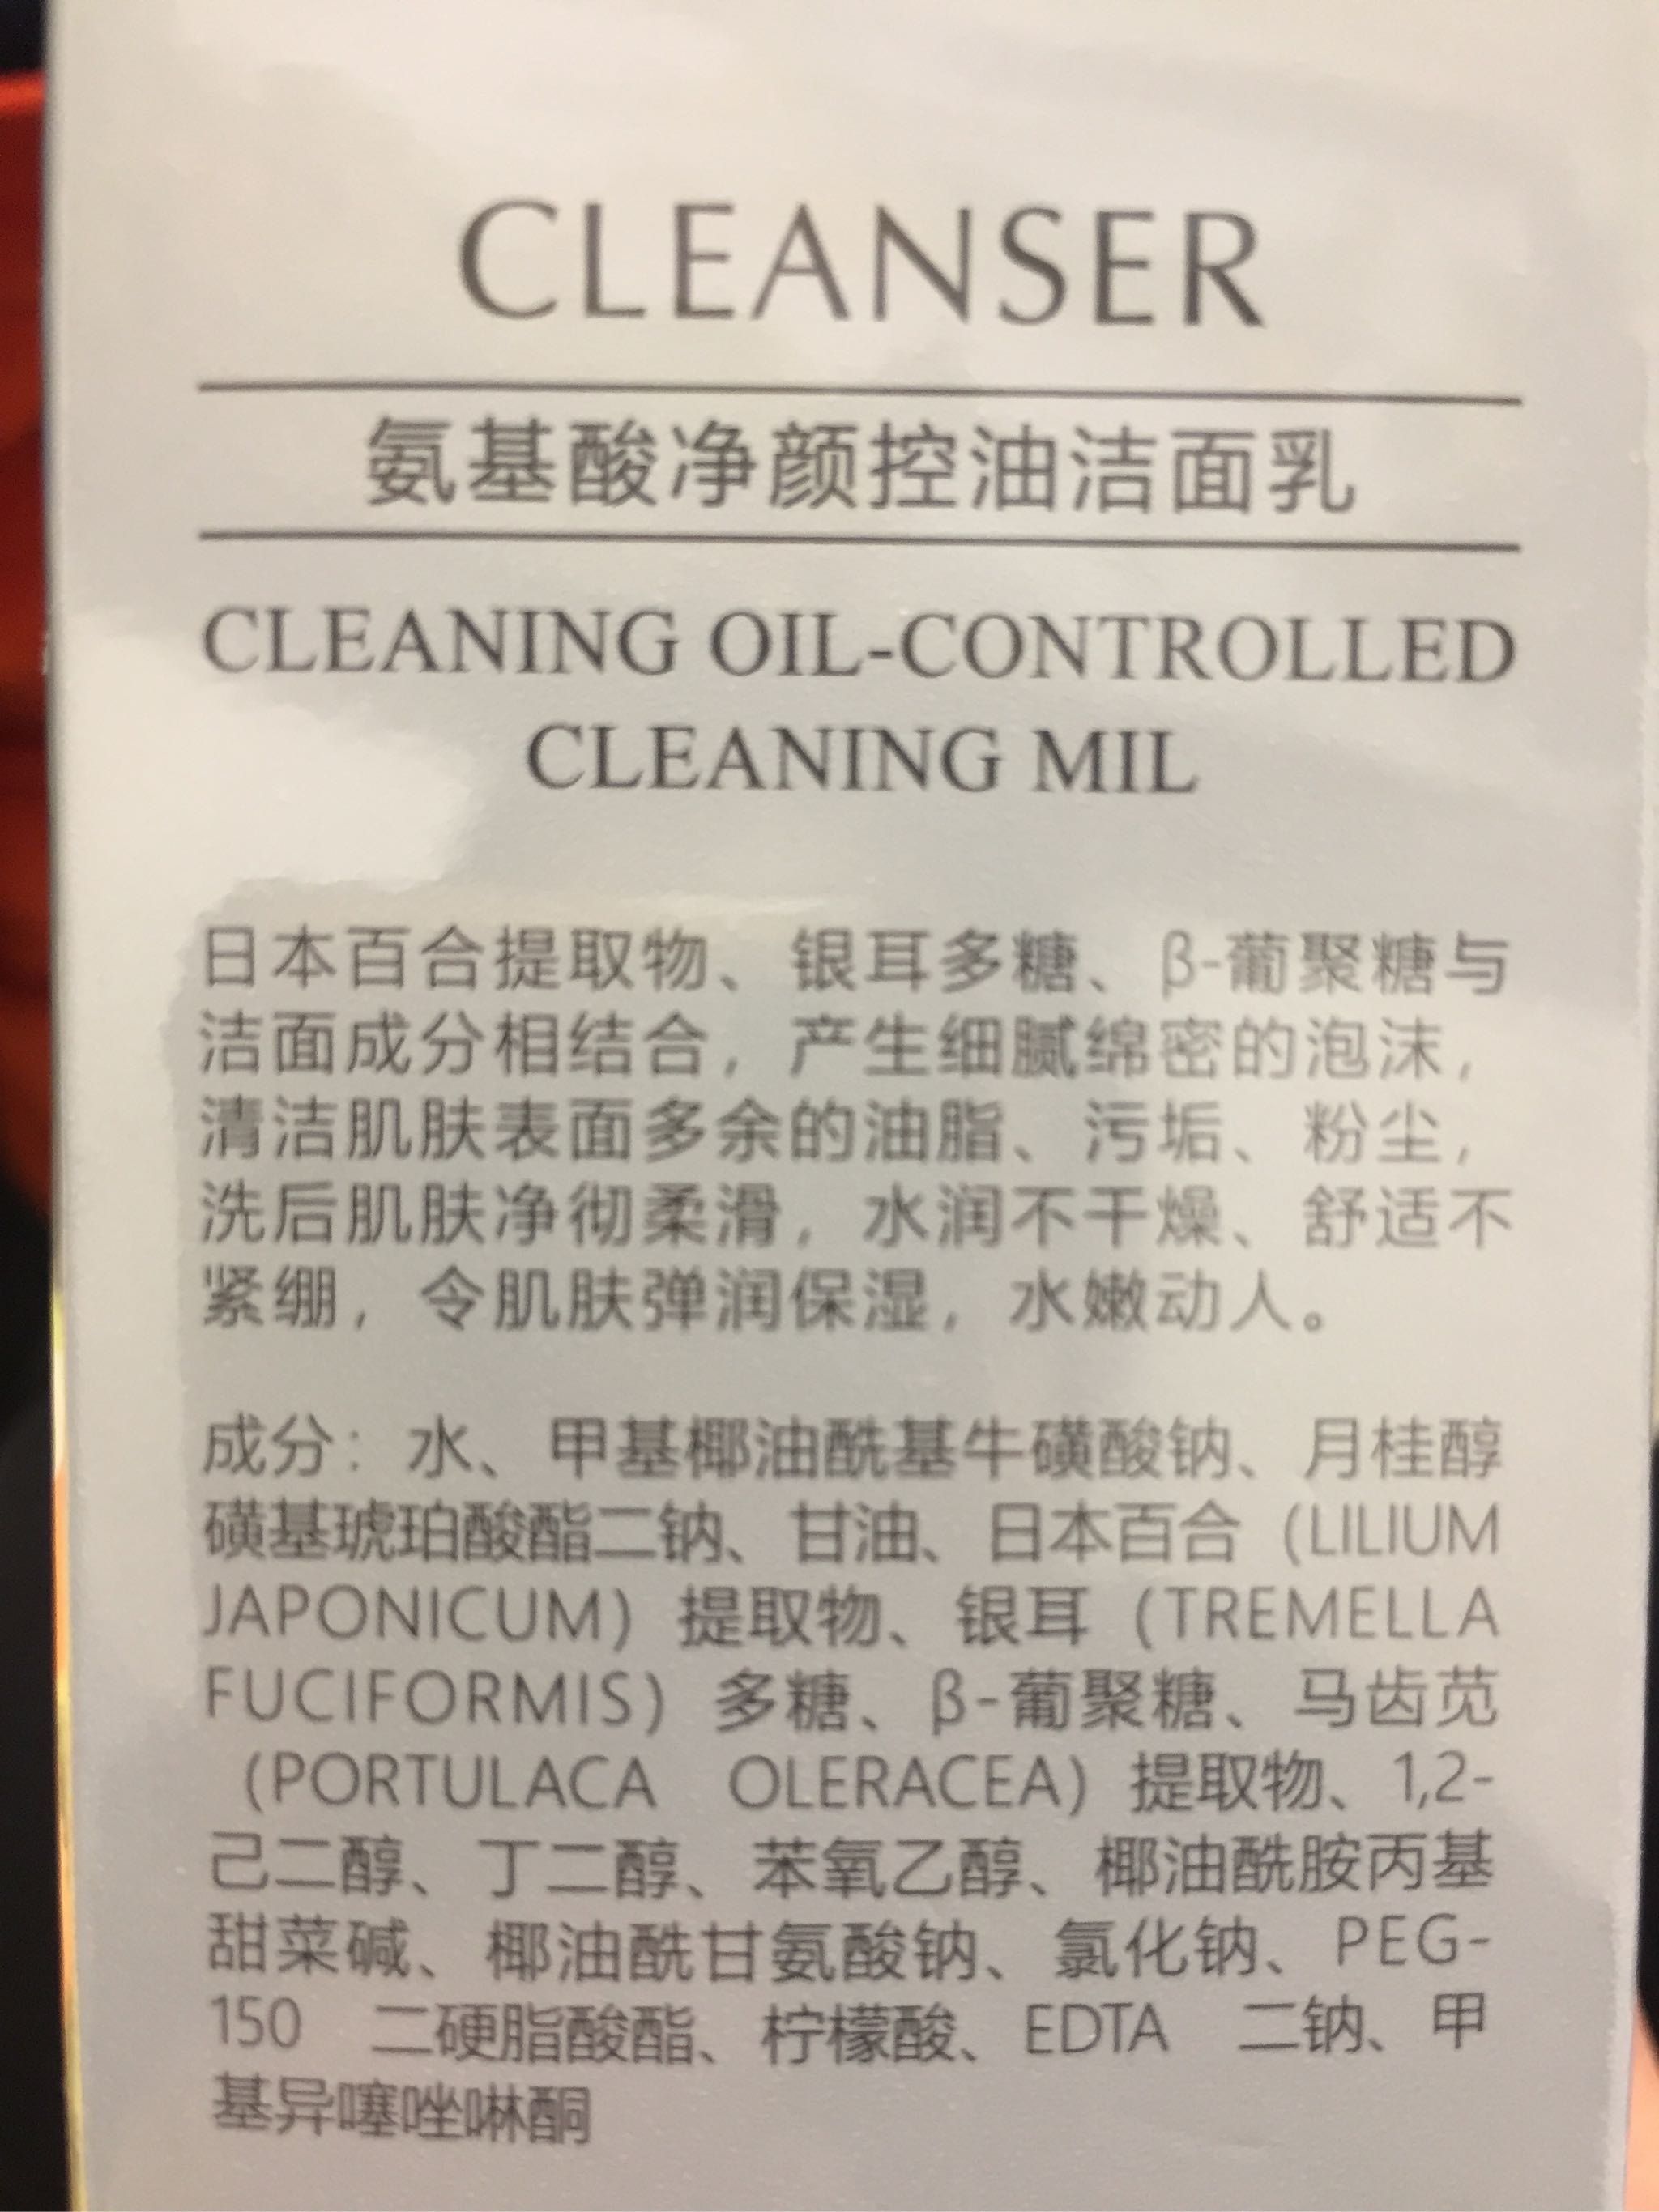 CLEANSER
氨基酸净颜控油洁面乳
CLEANING OIL-CONTROLLED
CLEANING MIL
日本百合提取物、银耳多糖、β-葡聚糖与
洁面成分相结合，产生细腻绵密的泡沫，
清洁肌肤表面多余的油脂、污垢、粉尘，
洗后肌肤净彻柔滑，水润不干燥、舒适不
紧绷，令肌肤弹润保湿，水嫩动人。
成分：水、甲基椰油酰基牛磺酸钠、月桂醇
磺基琥珀酸酯二钠、甘油、日本百合（LILIUM
JAPONICUM）提取物、银耳（TREMELLA
FUCIFORMIS）多糖、β-葡聚糖、马齿苋
（PORTULACA OLERACEA）提取物、1,2-
己二醇、丁二醇、苯氧乙醇、椰油酰胺丙基
甜菜碱、椰油酰甘氨酸钠、氯化钠、PEG-
150 二硬脂酸酯、柠檬酸、EDTA 二钠、甲
基异噻唑啉酮